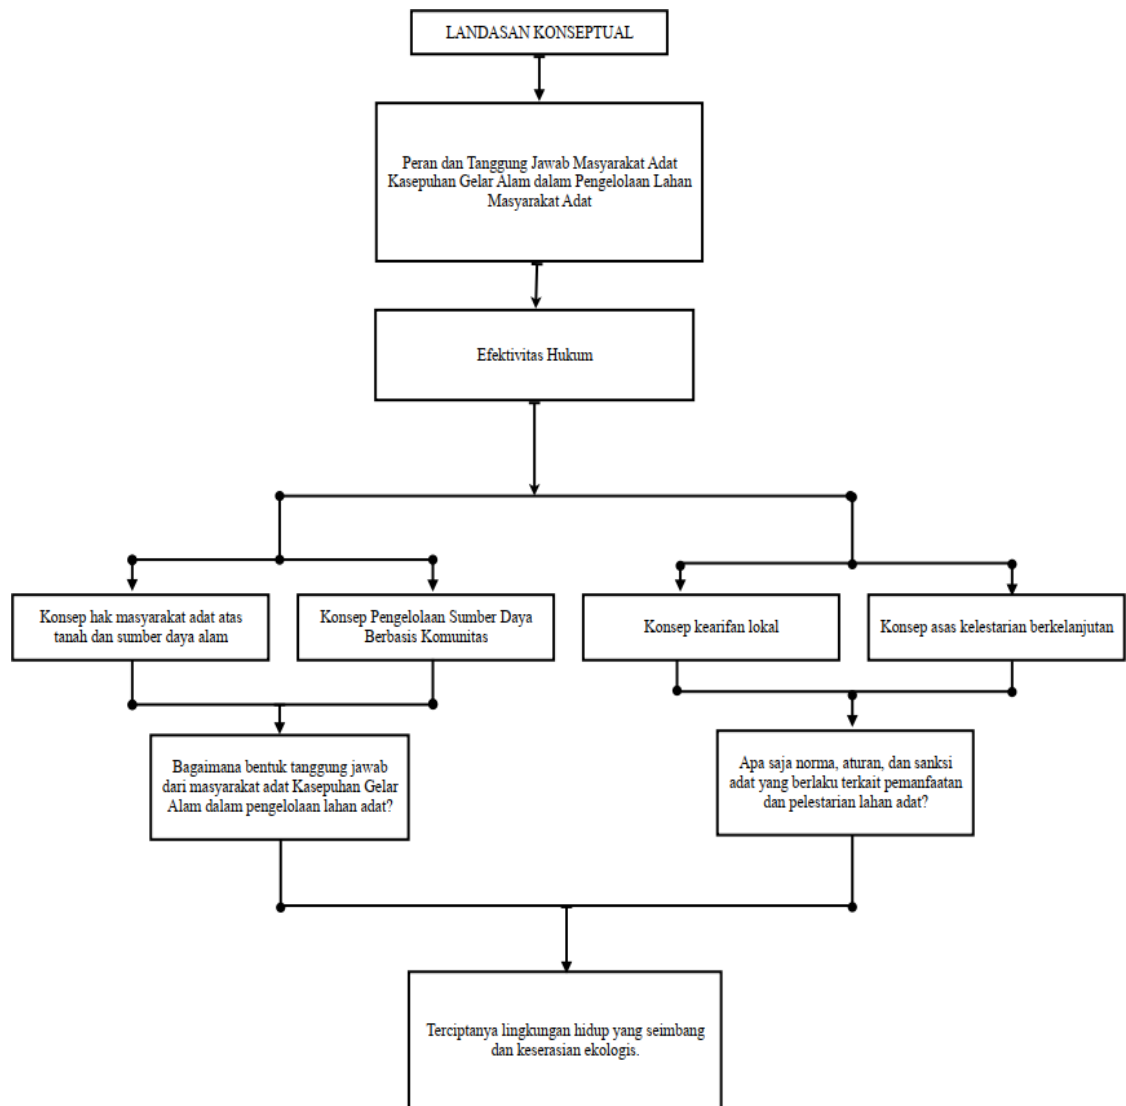 LANDASAN KONSEPTUAL
Peran dan Tanggung Jawab Masyarakat Adat
Kasepuhan Gelar Alam dalam Pengelolaan Lahan
Masyarakat Adat
Efektivitas Hukum
Konsep hak masyarakat adat atas
tanah dan sumber daya alam
Konsep Pengelolaan Sumber Daya
Berbasis Komunitas
Konsep kearifan lokal
Konsep asas kelestarian berkelanjutan
Bagaimana bentuk tanggung jawab
dari masyarakat adat Kasepuhan Gelar
Alam dalam pengelolaan lahan adat?
Apa saja norma, aturan, dan sanksi
adat yang berlaku terkait pemanfaatan
dan pelestarian lahan adat?
Terciptanya lingkungan hidup yang seimbang
dan keserasian ekologis.